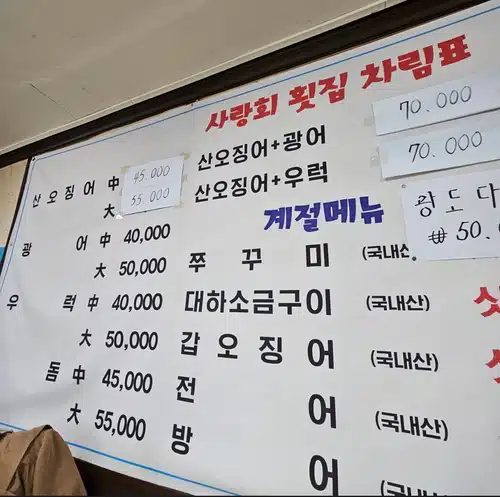 사랑회 횟집 차림표
산오징어 中 45.000
大 55.000
광어 中 40,000
大 50,000
우럭 中 40,000
大 50,000
돔 中 45,000
大 55,000
산오징어+광어 70.000
산오징어+우럭 70.000
계절메뉴
쭈꾸미 (국내산)
대하소금구이 (국내산)
갑오징어 (국내산)
전어 (국내산)
방어
광도다
₩50.